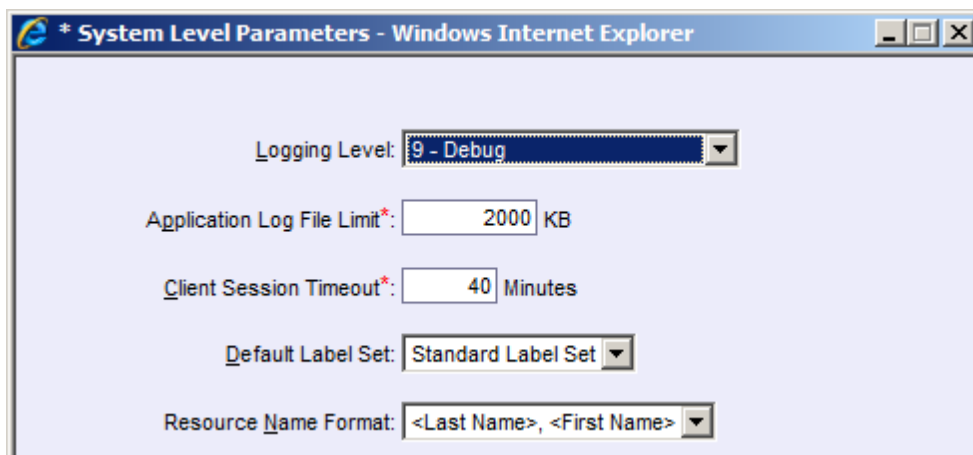 * System Level Parameters - Windows Internet Explorer
Logging Level: 9 - Debug
Application Log File Limit*: 2000 KB
Client Session Timeout*: 40 Minutes
Default Label Set: Standard Label Set
Resource Name Format: <Last Name>, <First Name>